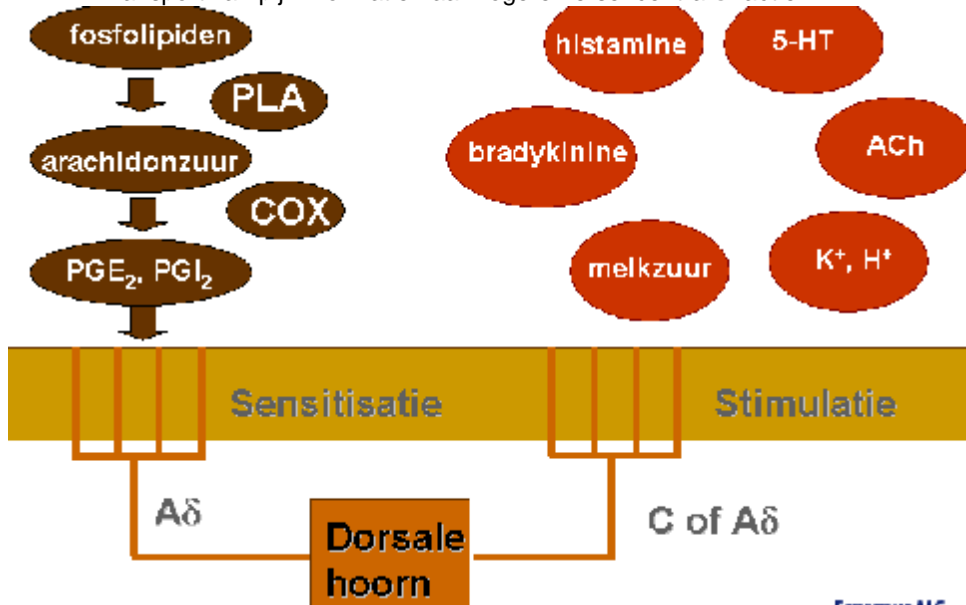 fosfolipiden
PLA
arachidonzuur
COX
PGE₂, PGI₂
histamine
5-HT
bradykinine
ACh
melkzuur
K⁺, H⁺
Sensitisatie
Stimulatie
Aδ
C of Aδ
Dorsale
hoorn